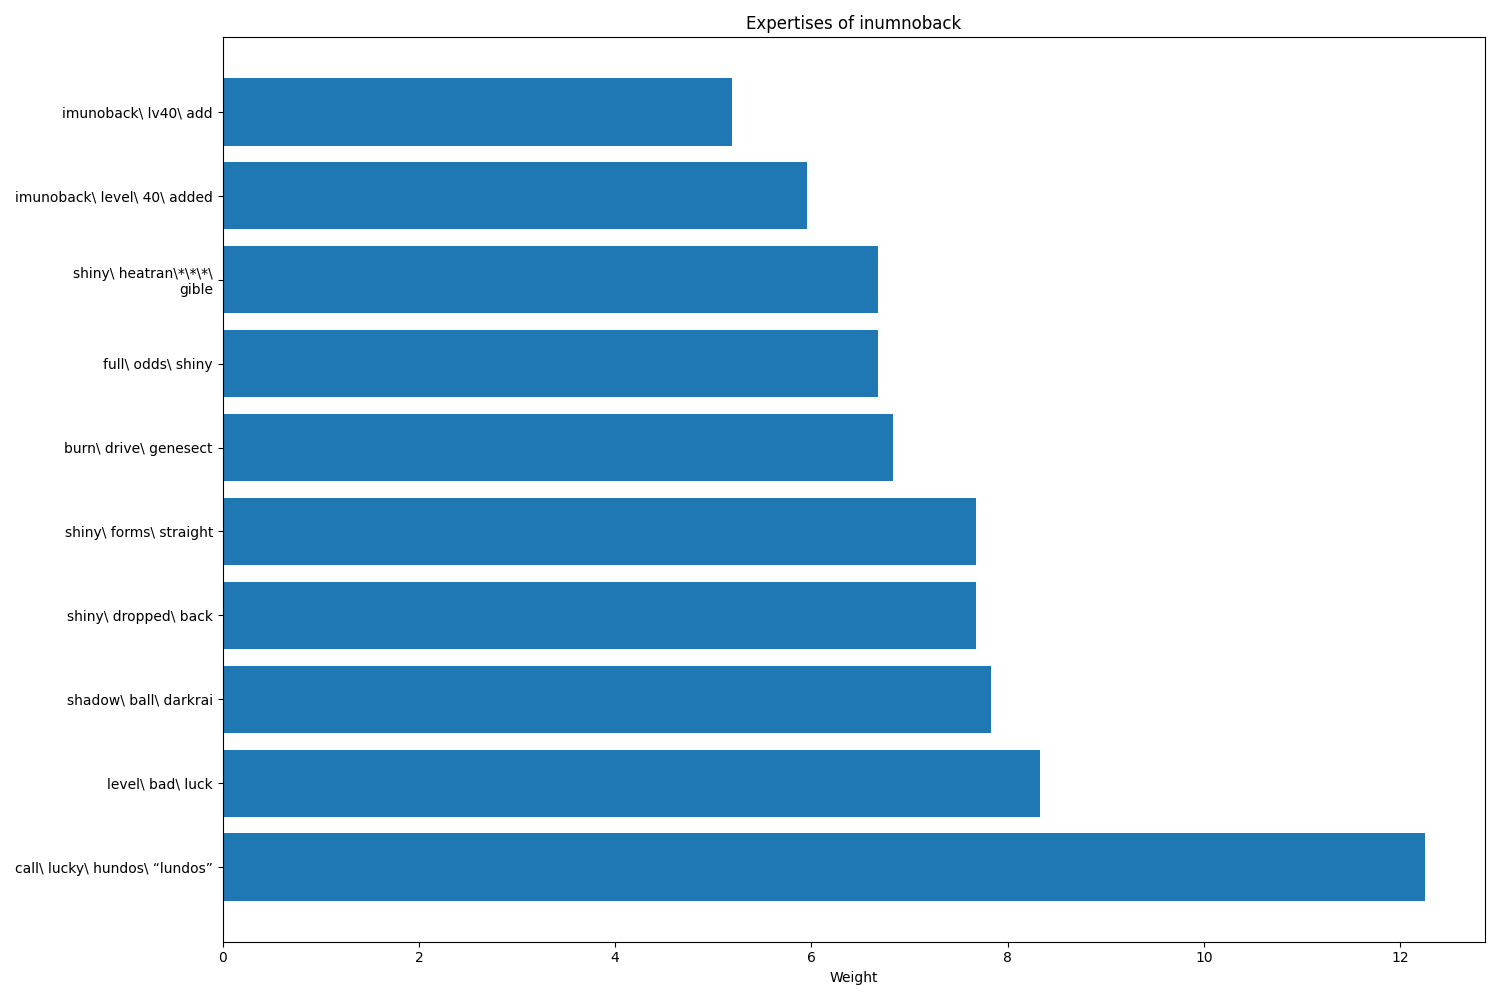 Expertises of inumnoback
imunoback\ lv40\ add
imunoback\ level\ 40\ added
shiny\ heatran\*\*\*\
gible
full\ odds\ shiny
burn\ drive\ genesect
shiny\ forms\ straight
shiny\ dropped\ back
shadow\ ball\ darkrai
level\ bad\ luck
call\ lucky\ hundos\ “lundos”
0 2 4 6 8 10 12
Weight